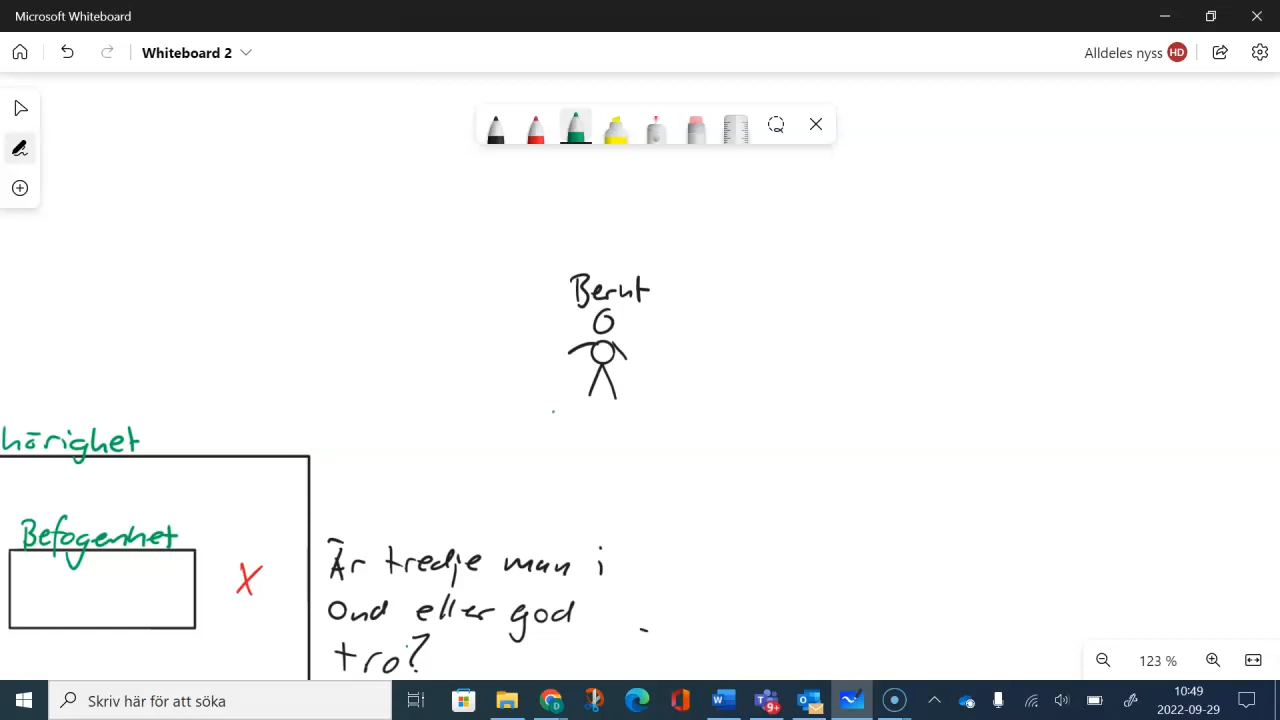 Microsoft Whiteboard
Whiteboard 2
Alldeles nyss HD
Bernt
hörighet
Befogenhet
X
Är tredje man i
Ond eller god
tro?
123 %
Skriv här för att söka
9+
10:49
2022-09-29